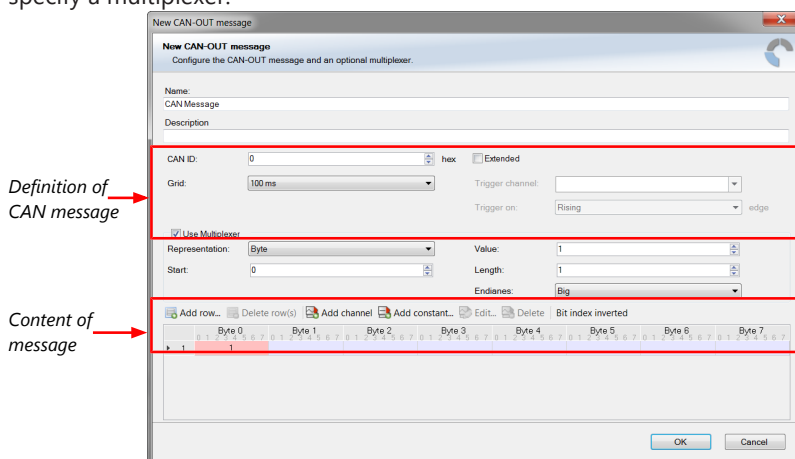 specify a multiplexer.
New CAN-OUT message
New CAN-OUT message
Configure the CAN-OUT message and an optional multiplexer.
Name:
CAN Message
Description
CAN ID: 0 hex Extended
Grid: 100 ms Trigger channel:
Trigger on: Rising edge
Definition of
CAN message
Use Multiplexer
Representation: Byte Value: 1
Start: 0 Length: 1
Endianes: Big
Add row... Delete row(s) Add channel Add constant... Edit... Delete Bit index inverted
Content of
message
Byte 0 Byte 1 Byte 2 Byte 3 Byte 4 Byte 5 Byte 6 Byte 7
0 1 2 3 4 5 6 7 0 1 2 3 4 5 6 7 0 1 2 3 4 5 6 7 0 1 2 3 4 5 6 7 0 1 2 3 4 5 6 7 0 1 2 3 4 5 6 7 0 1 2 3 4 5 6 7 0 1 2 3 4 5 6 7
1 1
OK Cancel